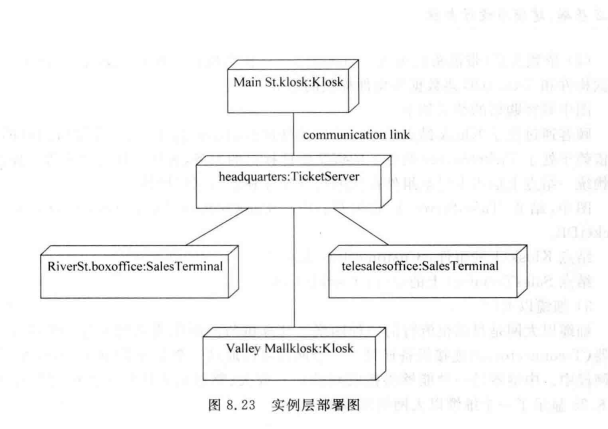 Main St.klosk:Klosk
communication link
headquarters:TicketServer
RiverSt.boxoffice:SalesTerminal
telesalesoffice:SalesTerminal
Valley Mallklosk:Klosk
图 8.23 实例层部署图